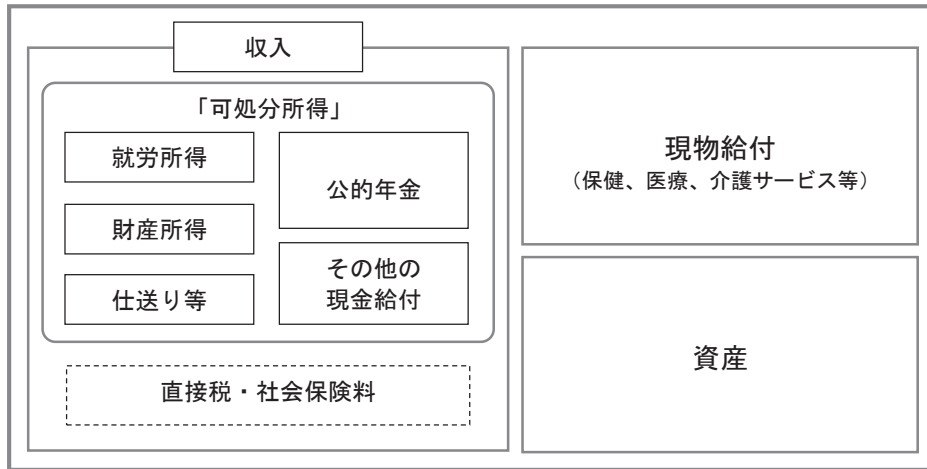 収入
「可処分所得」
就労所得
財産所得
仕送り等
公的年金
その他の
現金給付
直接税・社会保険料
現物給付
（保健、医療、介護サービス等）
資産